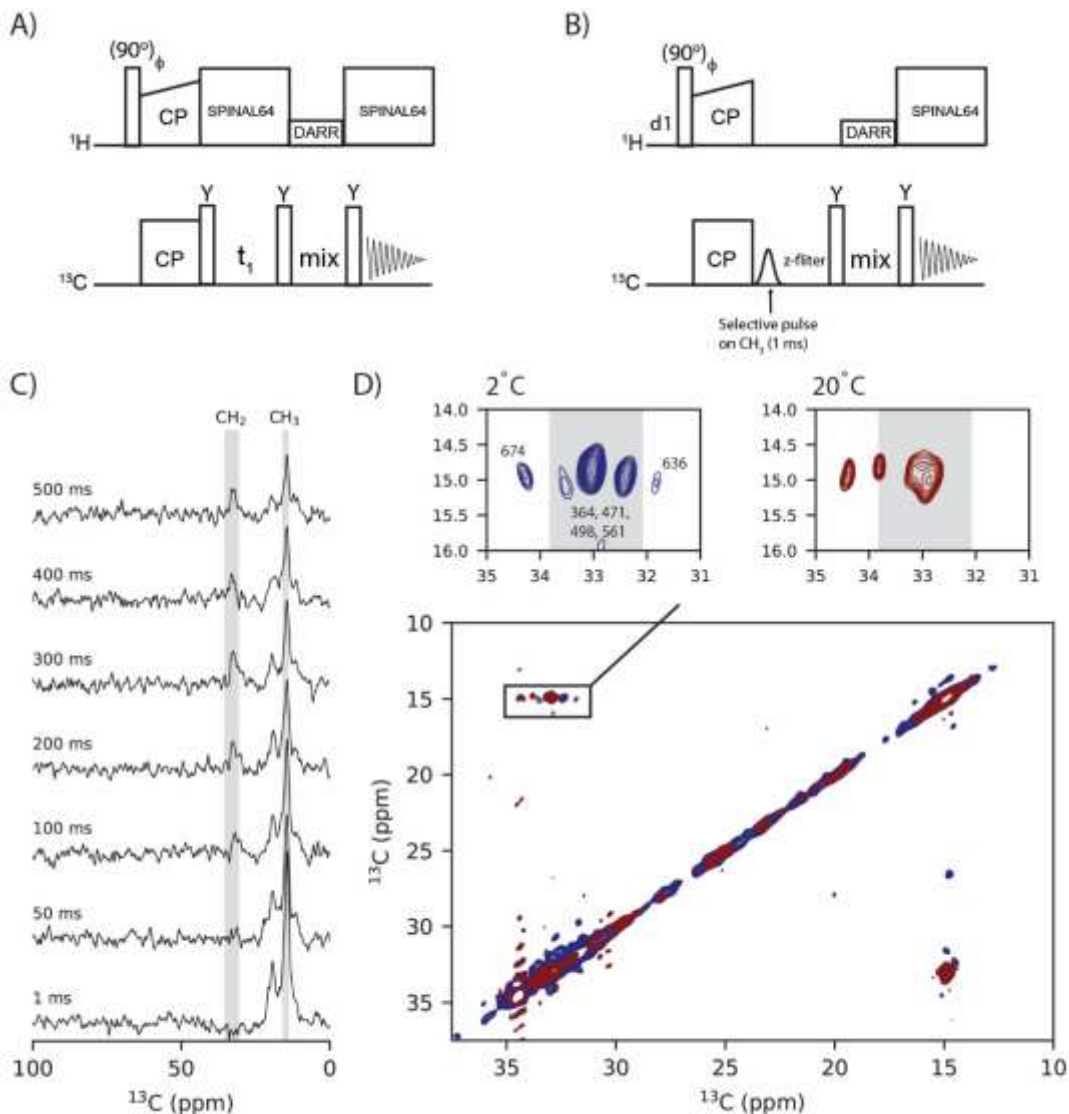 A)
(90°)ϕ
CP
SPINAL64
DARR
SPINAL64
¹H
Y
Y
Y
CP
t₁
mix
¹³C
B)
(90°)ϕ
d1
CP
DARR
SPINAL64
¹H
Y
Y
CP
z-fliter
mix
¹³C
Selective pulse
on CH₃ (1 ms)
C)
CH₂
CH₃
500 ms
400 ms
300 ms
200 ms
100 ms
50 ms
1 ms
100
50
0
¹³C (ppm)
D)
2°C
14.0
14.5
15.0
15.5
16.0
674
636
364, 471,
498, 561
35
34
33
32
31
20°C
14.0
14.5
15.0
15.5
16.0
35
34
33
32
31
10
15
20
25
30
35
¹³C (ppm)
35
30
25
20
15
10
¹³C (ppm)